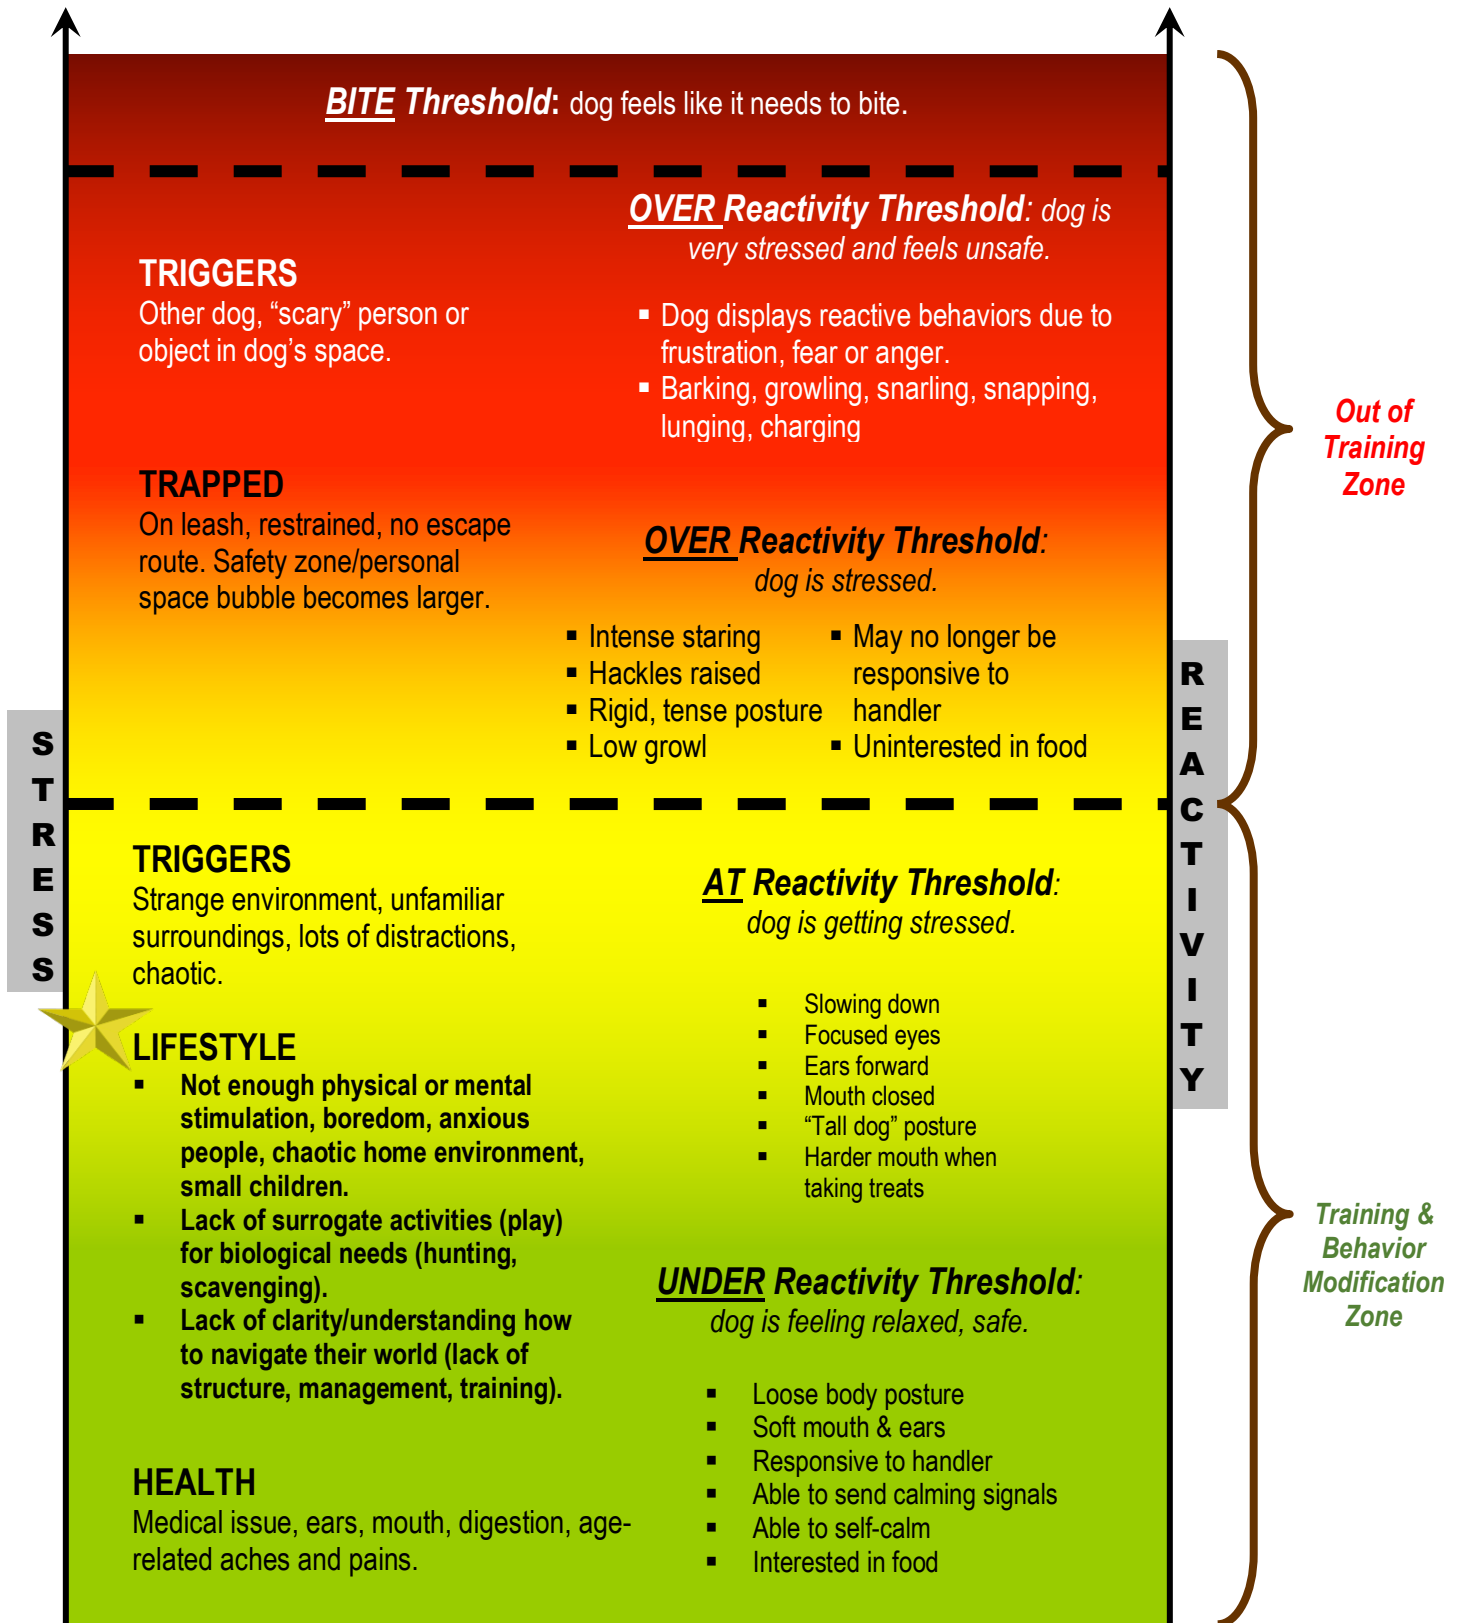 BITE Threshold: dog feels like it needs to bite.
OVER Reactivity Threshold: dog is
very stressed and feels unsafe.
TRIGGERS
Other dog, “scary” person or
object in dog’s space.
▪ Dog displays reactive behaviors due to
frustration, fear or anger.
▪ Barking, growling, snarling, snapping,
lunging, charging
Out of
Training
Zone
TRAPPED
On leash, restrained, no escape
route. Safety zone/personal
space bubble becomes larger.
OVER Reactivity Threshold:
dog is stressed.
▪ Intense staring
▪ Hackles raised
▪ Rigid, tense posture
▪ Low growl
▪ May no longer be
responsive to
handler
▪ Uninterested in food
STRESS
REACTIVITY
TRIGGERS
Strange environment, unfamiliar
surroundings, lots of distractions,
chaotic.
AT Reactivity Threshold:
dog is getting stressed.
▪ Slowing down
▪ Focused eyes
▪ Ears forward
▪ Mouth closed
▪ “Tall dog” posture
▪ Harder mouth when
taking treats
LIFESTYLE
▪ Not enough physical or mental
stimulation, boredom, anxious
people, chaotic home environment,
small children.
▪ Lack of surrogate activities (play)
for biological needs (hunting,
scavenging).
▪ Lack of clarity/understanding how
to navigate their world (lack of
structure, management, training).
Training &
Behavior
Modification
Zone
UNDER Reactivity Threshold:
dog is feeling relaxed, safe.
▪ Loose body posture
▪ Soft mouth & ears
▪ Responsive to handler
▪ Able to send calming signals
▪ Able to self-calm
▪ Interested in food
HEALTH
Medical issue, ears, mouth, digestion, age-
related aches and pains.